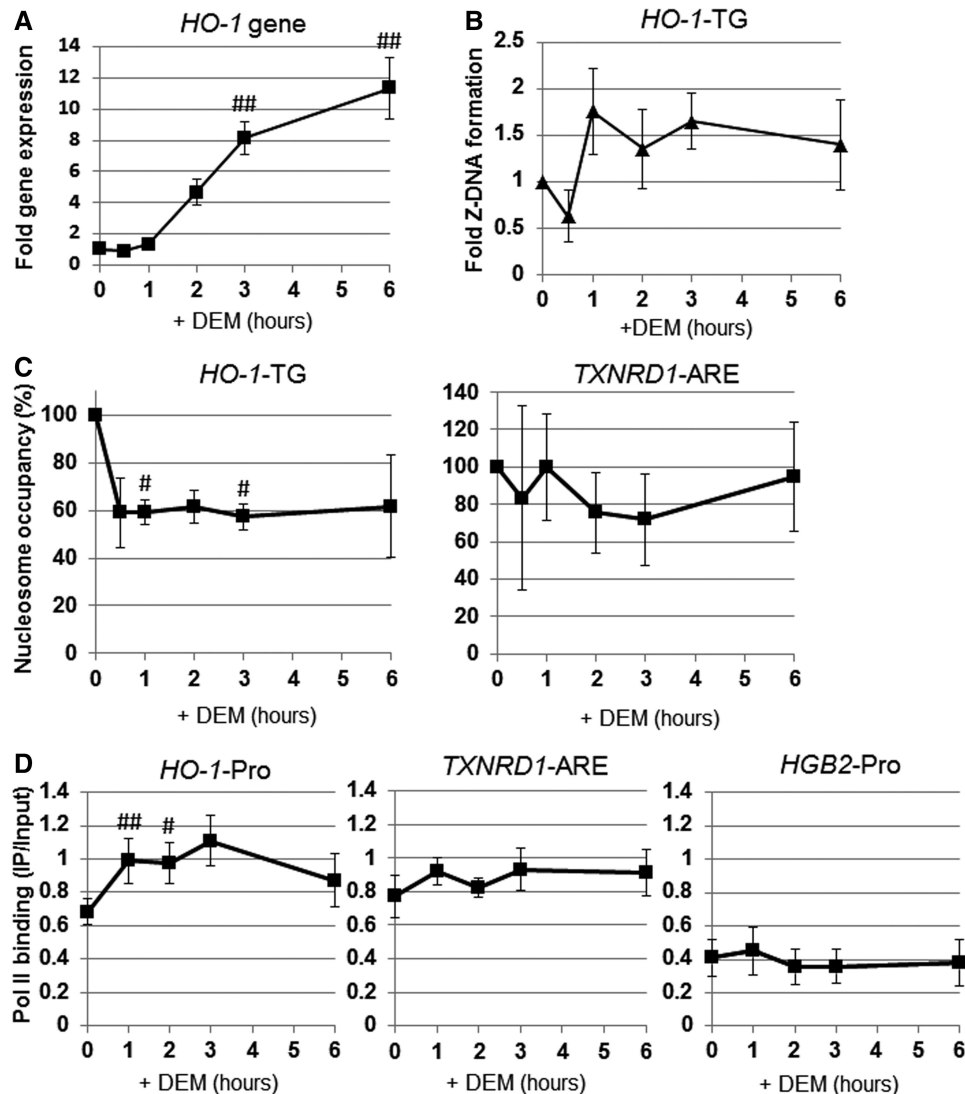 A
HO-1 gene
Fold gene expression
14
12
10
8
6
4
2
0
##
##
0 1 2 3 4 5 6
+ DEM (hours)
B
HO-1-TG
Fold Z-DNA formation
2.5
2
1.5
1
0.5
0
0 1 2 3 4 5 6
+DEM (hours)
C
HO-1-TG
Nucleosome occupancy (%)
100
80
60
40
20
0
# #
0 1 2 3 4 5 6
+ DEM (hours)
TXNRD1-ARE
140
120
100
80
60
40
20
0
0 1 2 3 4 5 6
+ DEM (hours)
D
HO-1-Pro
Pol II binding (IP/Input)
1.4
1.2
1
0.8
0.6
0.4
0.2
0
## #
0 1 2 3 4 5 6
+ DEM (hours)
TXNRD1-ARE
1.4
1.2
1
0.8
0.6
0.4
0.2
0
0 1 2 3 4 5 6
+ DEM (hours)
HGB2-Pro
1.4
1.2
1
0.8
0.6
0.4
0.2
0
0 1 2 3 4 5 6
+ DEM (hours)